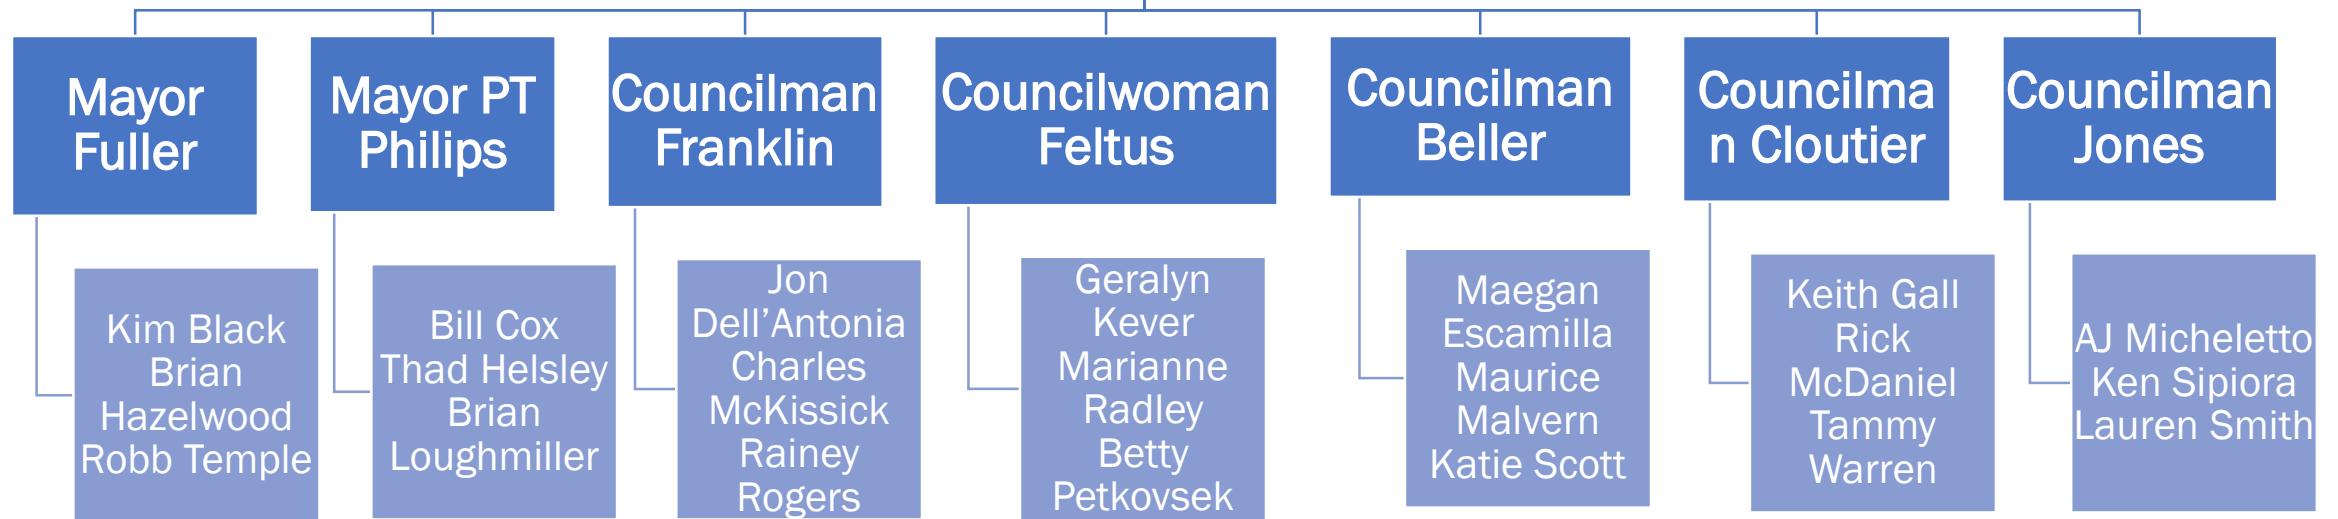 Mayor
Fuller
Mayor PT
Philips
Councilman
Franklin
Councilwoman
Feltus
Councilman
Beller
Councilma
n Cloutier
Councilman
Jones
Kim Black
Brian
Hazelwood
Robb Temple
Bill Cox
Thad Helsley
Brian
Loughmiller
Jon
Dell’Antonia
Charles
McKissick
Rainey
Rogers
Geralyn
Kever
Marianne
Radley
Betty
Petkovsek
Maegan
Escamilla
Maurice
Malvern
Katie Scott
Keith Gall
Rick
McDaniel
Tammy
Warren
AJ Micheletto
Ken Sipiora
Lauren Smith